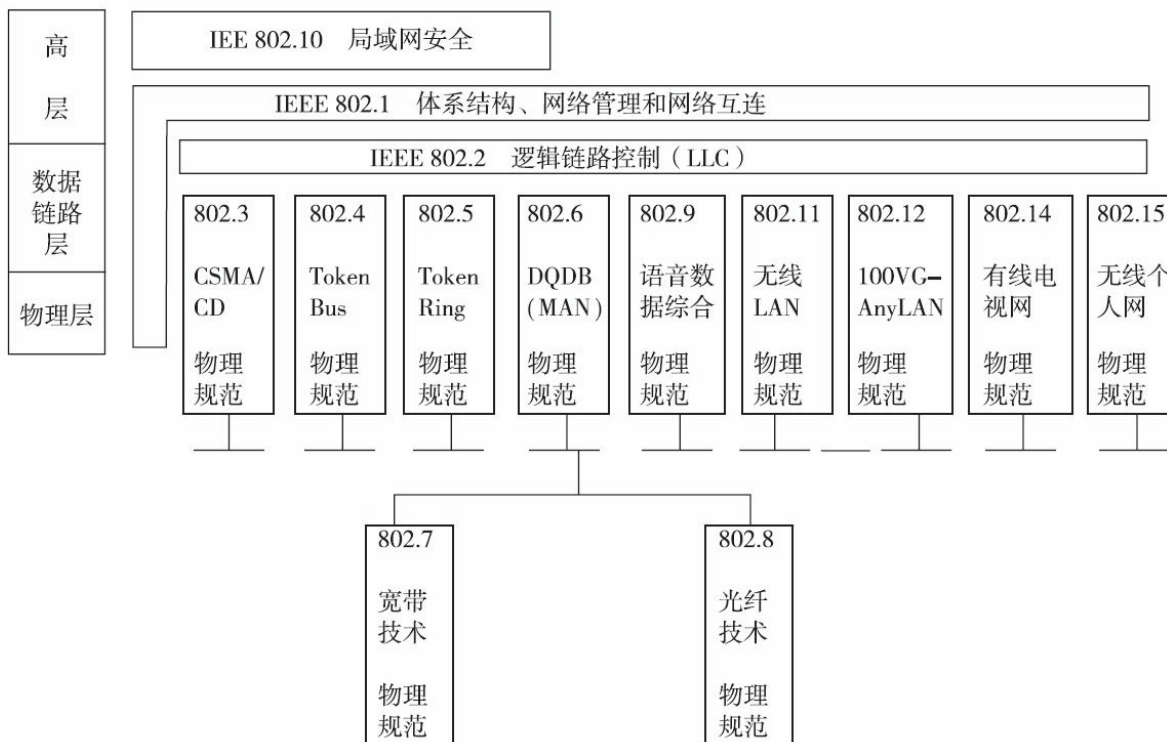 高
层
数据
链路
层
物理层
IEE 802.10 局域网安全
IEEE 802.1 体系结构、网络管理和网络互连
IEEE 802.2 逻辑链路控制（LLC）
802.3
CSMA/
CD
物理
规范
802.4
Token
Bus
物理
规范
802.5
Token
Ring
物理
规范
802.6
DQDB
(MAN)
物理
规范
802.9
语音数
据综合
物理
规范
802.11
无线
LAN
物理
规范
802.12
100VG-
AnyLAN
物理
规范
802.14
有线电
视网
物理
规范
802.15
无线个
人网
物理
规范
802.7
宽带
技术
物理
规范
802.8
光纤
技术
物理
规范